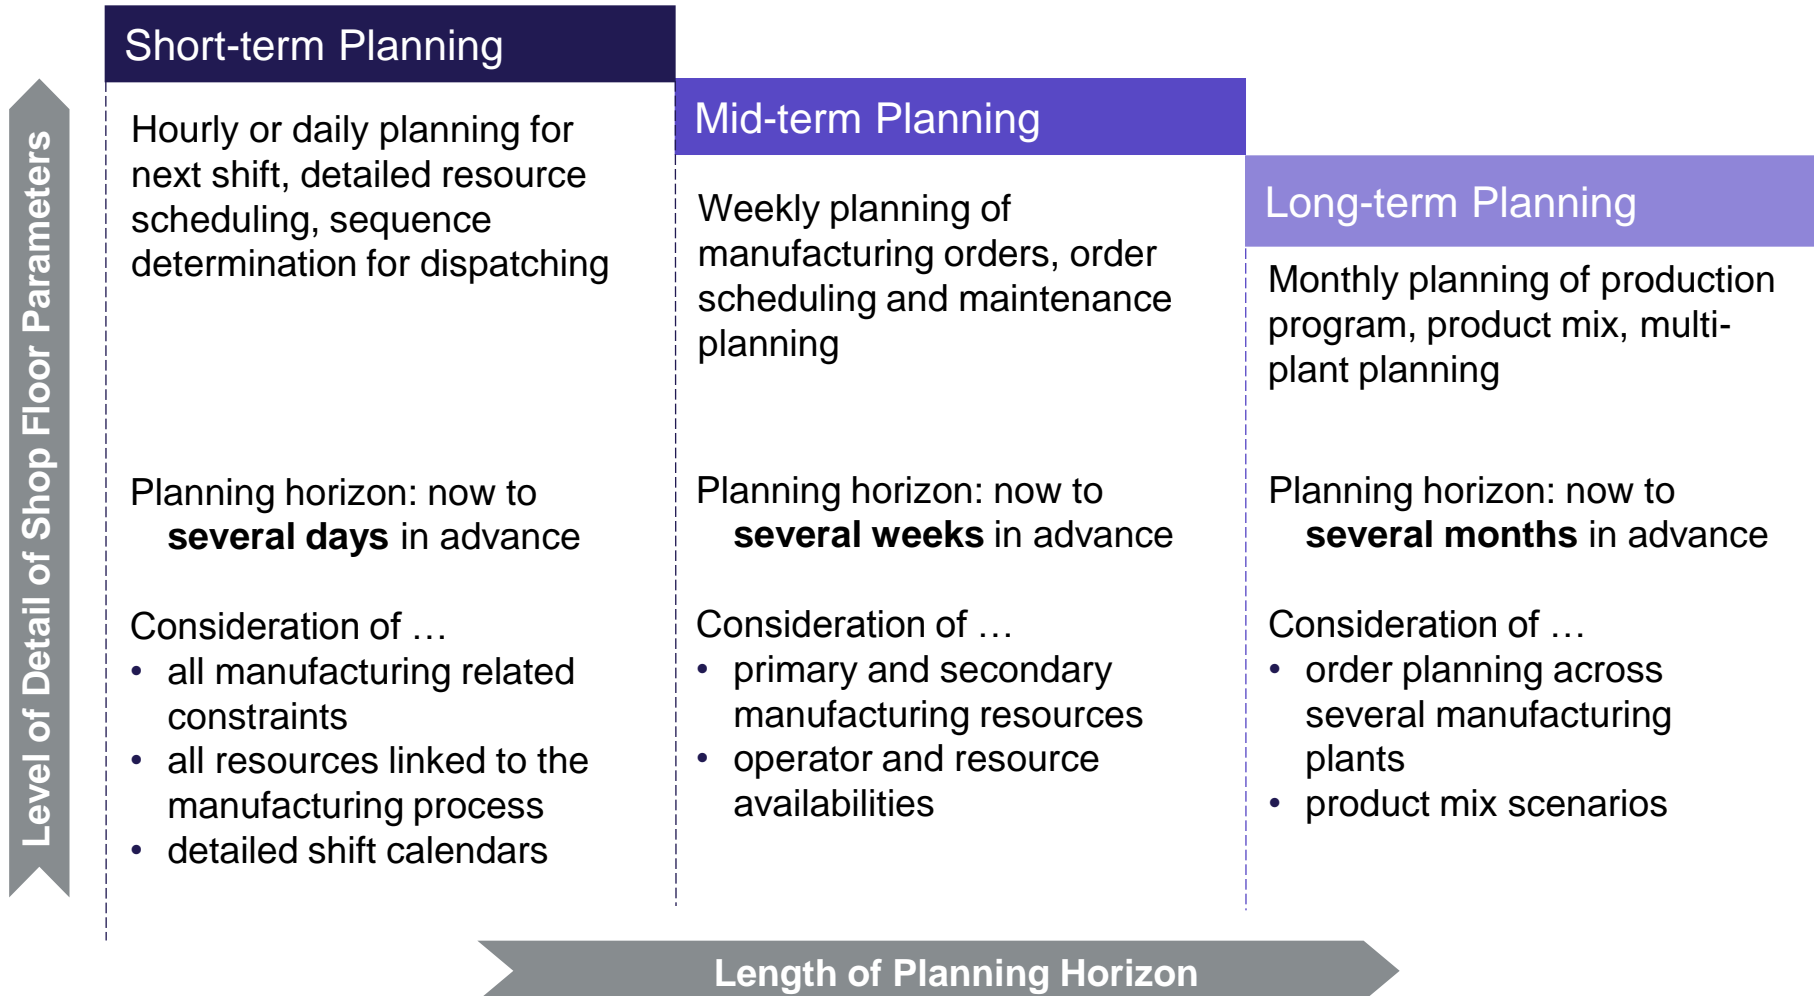 Level of Detail of Shop Floor Parameters
Short-term Planning
Hourly or daily planning for
next shift, detailed resource
scheduling, sequence
determination for dispatching
Planning horizon: now to
several days in advance
Consideration of …
• all manufacturing related
constraints
• all resources linked to the
manufacturing process
• detailed shift calendars
Mid-term Planning
Weekly planning of
manufacturing orders, order
scheduling and maintenance
planning
Planning horizon: now to
several weeks in advance
Consideration of …
• primary and secondary
manufacturing resources
• operator and resource
availabilities
Long-term Planning
Monthly planning of production
program, product mix, multi-
plant planning
Planning horizon: now to
several months in advance
Consideration of …
• order planning across
several manufacturing
plants
• product mix scenarios
Length of Planning Horizon